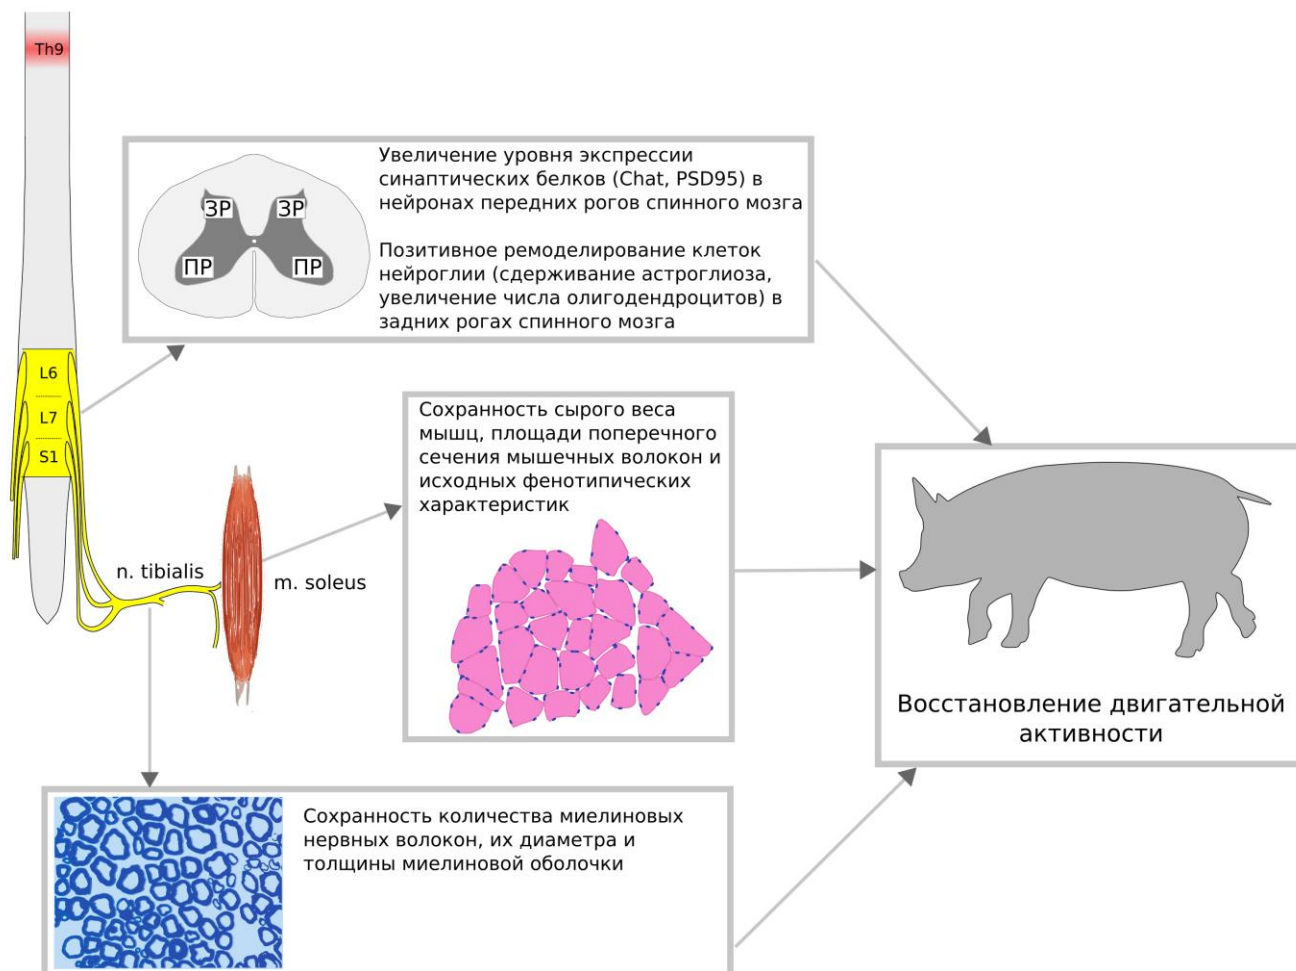 Th9
Увеличение уровня экспрессии
синаптических белков (Chat, PSD95) в
нейронах передних рогов спинного мозга
Позитивное ремоделирование клеток
нейроглии (сдерживание астроглиоза,
увеличение числа олигодендроцитов) в
задних рогах спинного мозга
ЗР ЗР
ПР ПР
L6
L7
S1
Сохранность сырого веса
мышц, площади поперечного
сечения мышечных волокон и
исходных фенотипических
характеристик
n. tibialis
m. soleus
Восстановление двигательной
активности
Сохранность количества миелиновых
нервных волокон, их диаметра и
толщины миелиновой оболочки